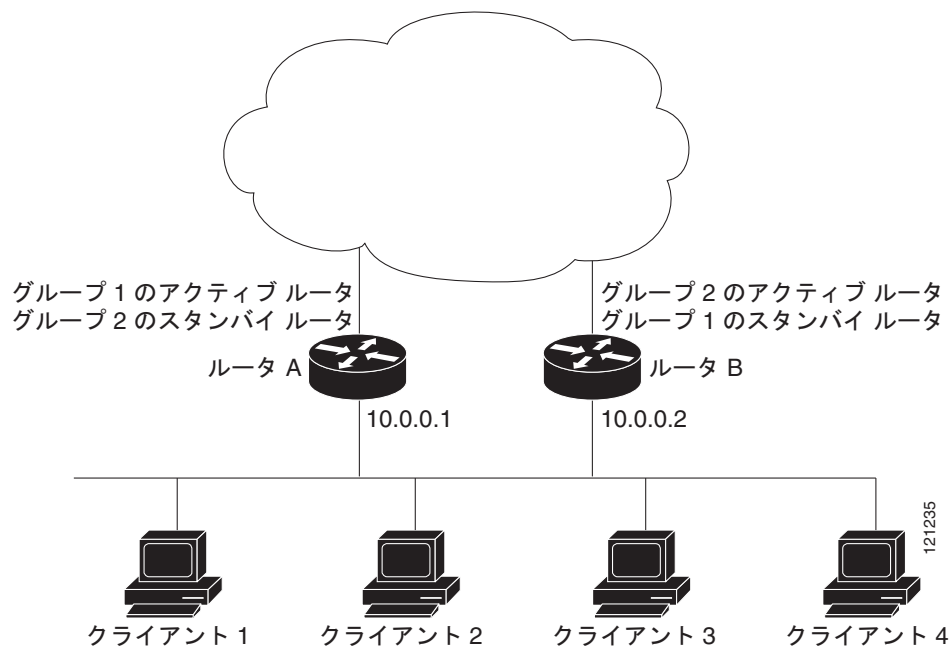 グループ 1 のアクティブ ルータ
グループ 2 のスタンバイ ルータ
グループ 2 のアクティブ ルータ
グループ 1 のスタンバイ ルータ
ルータ A
ルータ B
10.0.0.1
10.0.0.2
121235
クライアント 1
クライアント 2
クライアント 3
クライアント 4